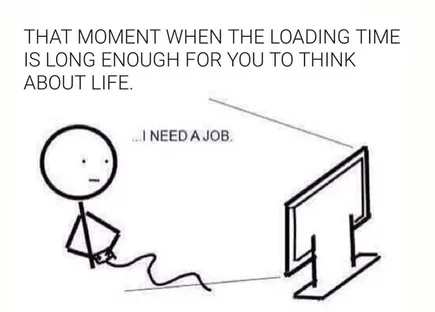 THAT MOMENT WHEN THE LOADING TIME
IS LONG ENOUGH FOR YOU TO THINK
ABOUT LIFE.
...I NEED A JOB.